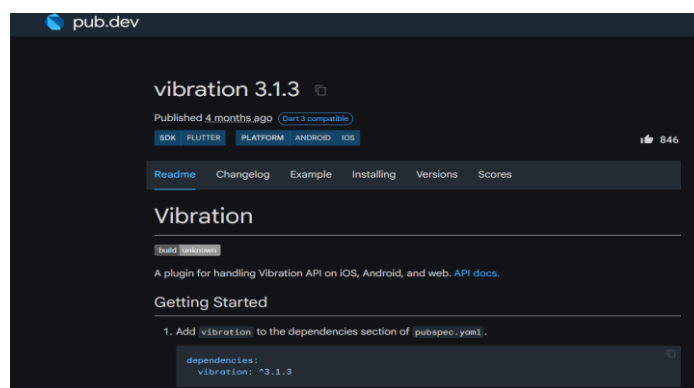 pub.dev
vibration 3.1.3
Published 4 months ago Dart 3 compatible
SDK FLUTTER PLATFORM ANDROID IOS
846
Readme Changelog Example Installing Versions Scores
Vibration
build unknown
A plugin for handling Vibration API on iOS, Android, and web. API docs.
Getting Started
1. Add vibration to the dependencies section of pubspec.yaml.
dependencies:
vibration: ^3.1.3